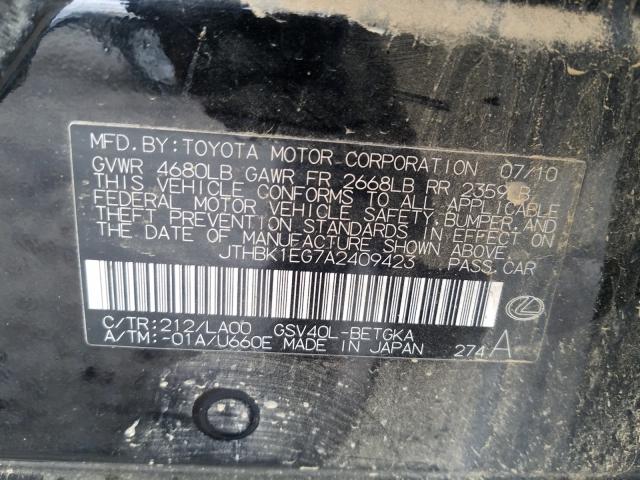 MFD. BY: TOYOTA MOTOR CORPORATION 07/10
GVWR 4680LB GAWR FR 2668LB RR 2359LB
THIS VEHICLE CONFORMS TO ALL APPLICABLE
FEDERAL MOTOR VEHICLE SAFETY, BUMPER, AND
THEFT PREVENTION STANDARDS IN EFFECT ON
THE DATE OF MANUFACTURE SHOWN ABOVE.
JTHBK1EG7A2409423 PASS. CAR
C/TR: 212/LA00 GSV40L-BETGKA
A/TM: -01A/U660E MADE IN JAPAN 274 A